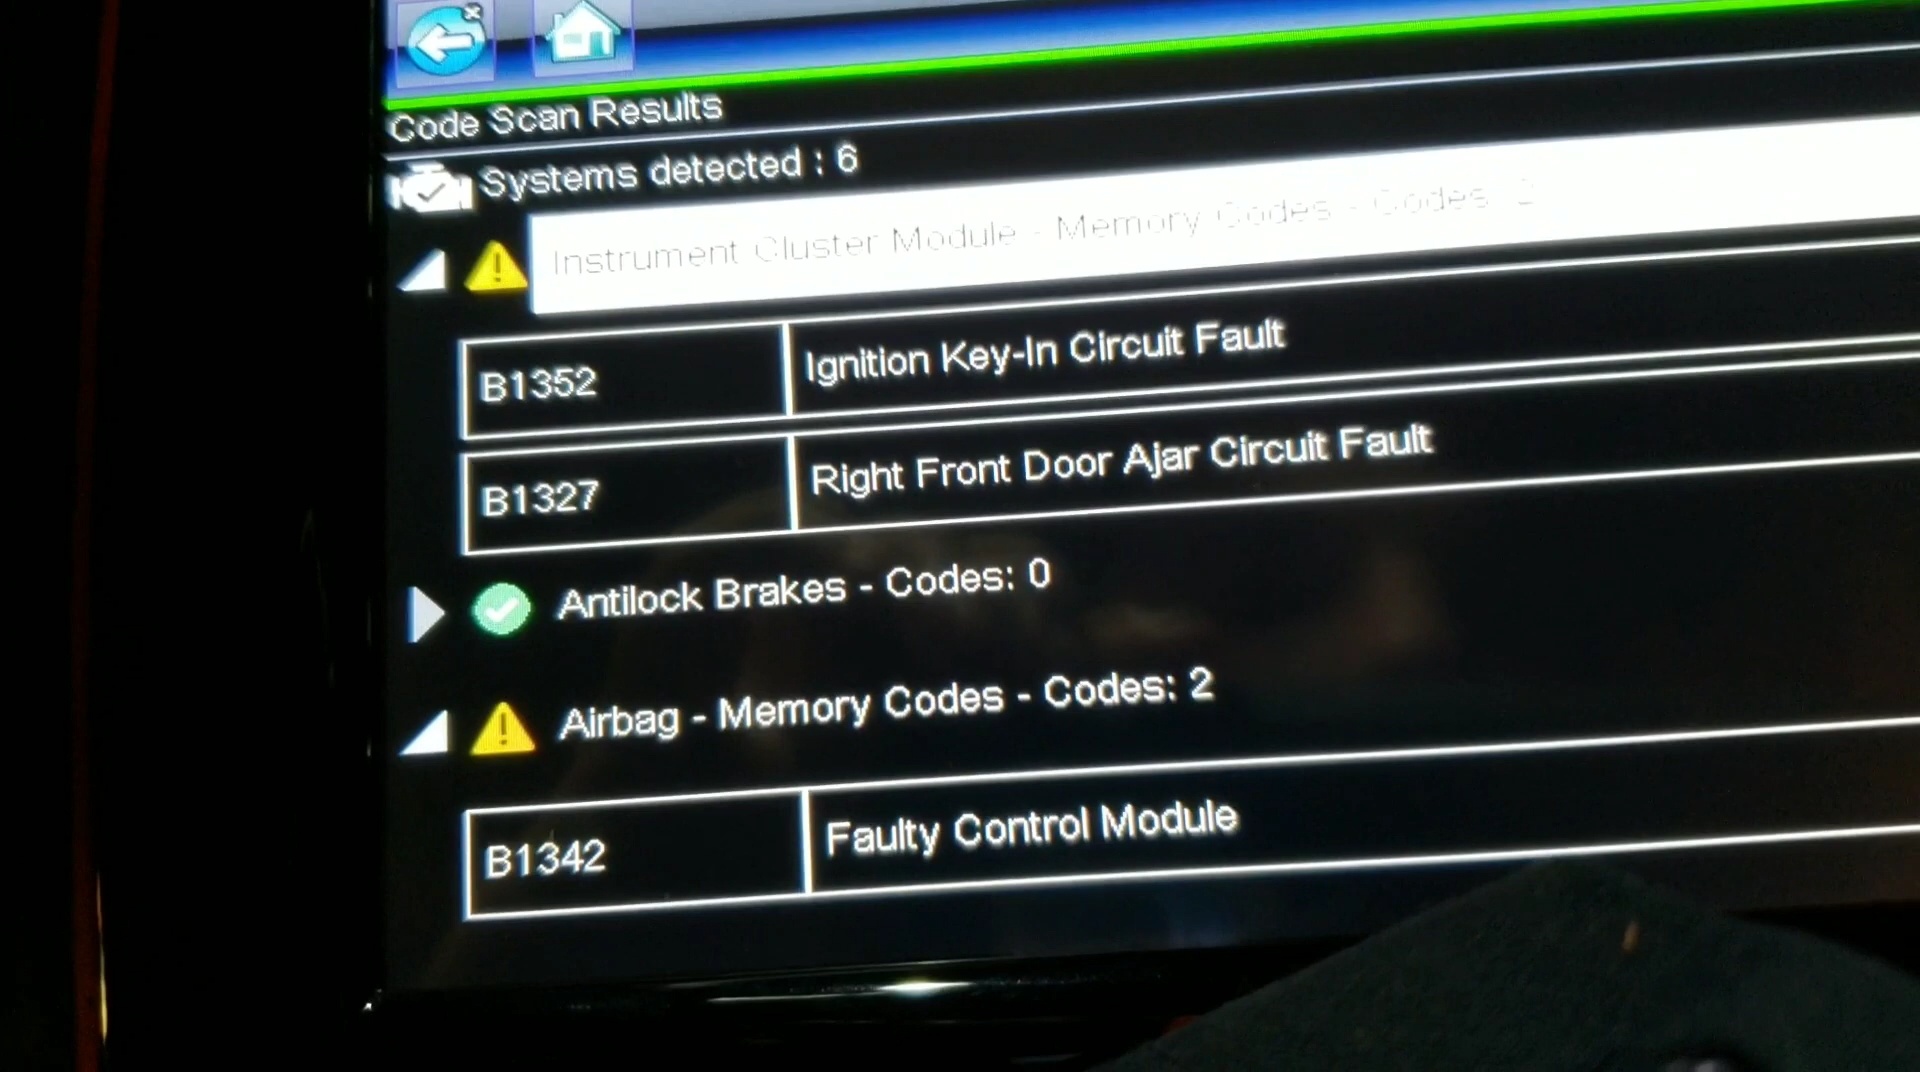 Code Scan Results
Systems detected : 6
Instrument Cluster Module - Memory Codes - Codes: 2
B1352 Ignition Key-In Circuit Fault
B1327 Right Front Door Ajar Circuit Fault
Antilock Brakes - Codes: 0
Airbag - Memory Codes - Codes: 2
B1342 Faulty Control Module